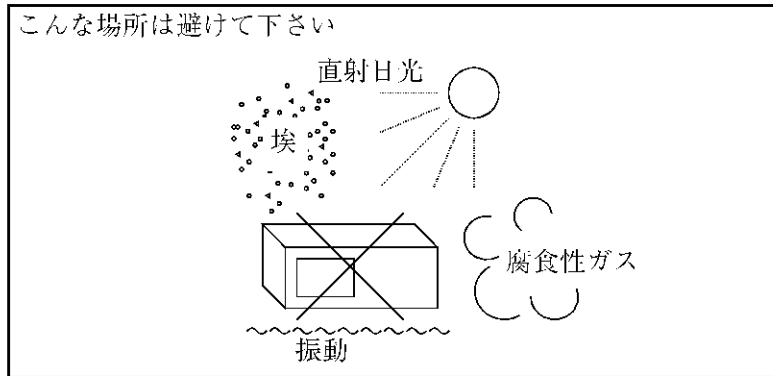 こんな場所は避けて下さい
直射日光
埃
腐食性ガス
振動